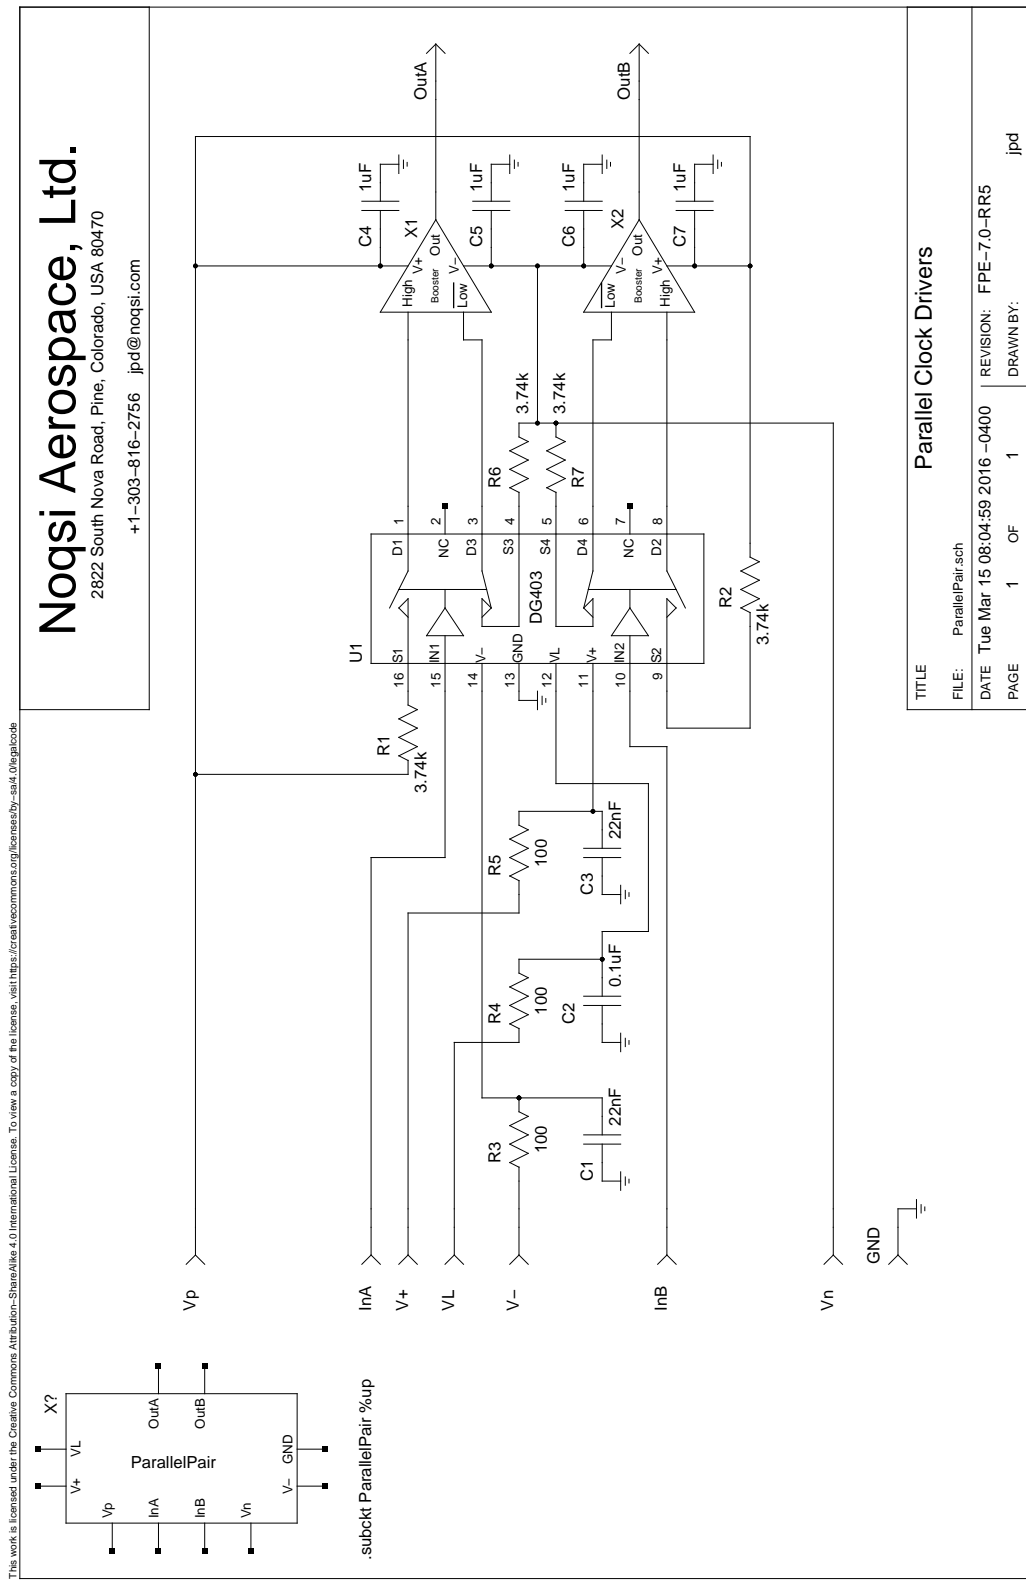 This work is licensed under the Creative Commons Attribution−ShareAlike 4.0 International License. To view a copy of the license, visit https://creativecommons.org/licenses/by−sa/4.0/legalcode
Noqsi Aerospace, Ltd.
2822 South Nova Road, Pine, Colorado, USA 80470
+1−303−816−2756 jpd@noqsi.com
X?
V+
VL
Vp
InA
InB
Vn
ParallelPair
OutA
OutB
V−
GND
.subckt ParallelPair %up
Vp
InA
V+
VL
V−
InB
Vn
GND
R3
100
C1
22nF
R4
100
C2
0.1uF
R5
100
C3
22nF
R1
3.74k
U1
16 S1
15 IN1
14 V−
13 GND
12 VL
11 V+
10 IN2
9 S2
DG403
D1 1
NC 2
D3 3
S3 4
S4 5
D4 6
NC 7
D2 8
R2
3.74k
R6
3.74k
R7
3.74k
C4
1uF
X1
High
V+
Booster
Out
Low
V−
C5
1uF
C6
1uF
X2
Low
V−
Booster
Out
High
V+
C7
1uF
OutA
OutB
TITLE
Parallel Clock Drivers
FILE: ParallelPair.sch
REVISION: FPE−7.0−RR5
DATE Tue Mar 15 08:04:59 2016 −0400
PAGE 1 OF 1
DRAWN BY: jpd